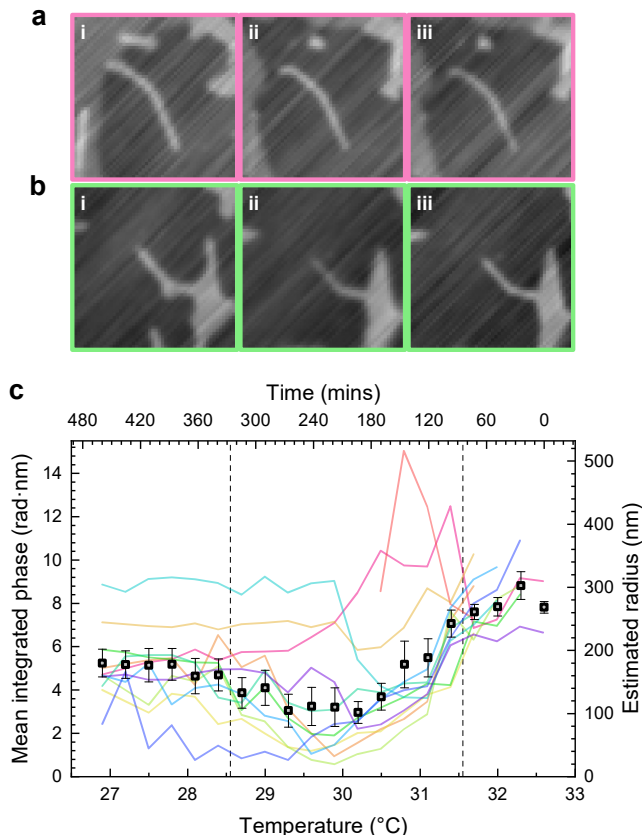 a
i
ii
iii
b
i
ii
iii
c
Time (mins)
480 420 360 300 240 180 120 60 0
14
12
10
8
6
4
2
0
Mean integrated phase (rad·nm)
500
400
300
200
100
0
Estimated radius (nm)
27 28 29 30 31 32 33
Temperature (°C)